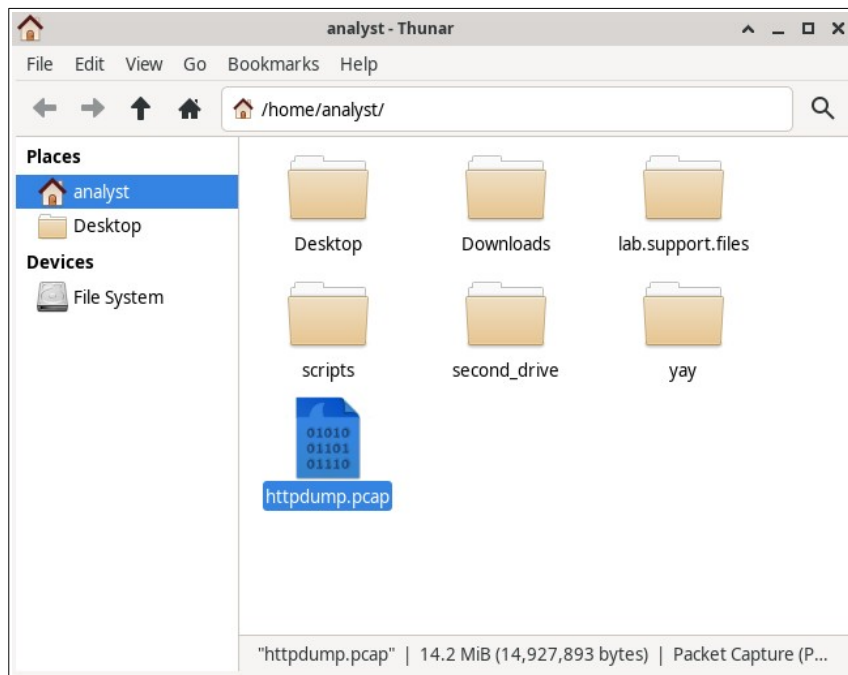 analyst - Thunar
File Edit View Go Bookmarks Help
/home/analyst/
Places
analyst
Desktop
Devices
File System
Desktop Downloads lab.support.files
scripts second_drive yay
01010
01101
01110
httpdump.pcap
"httpdump.pcap" | 14.2 MiB (14,927,893 bytes) | Packet Capture (P...